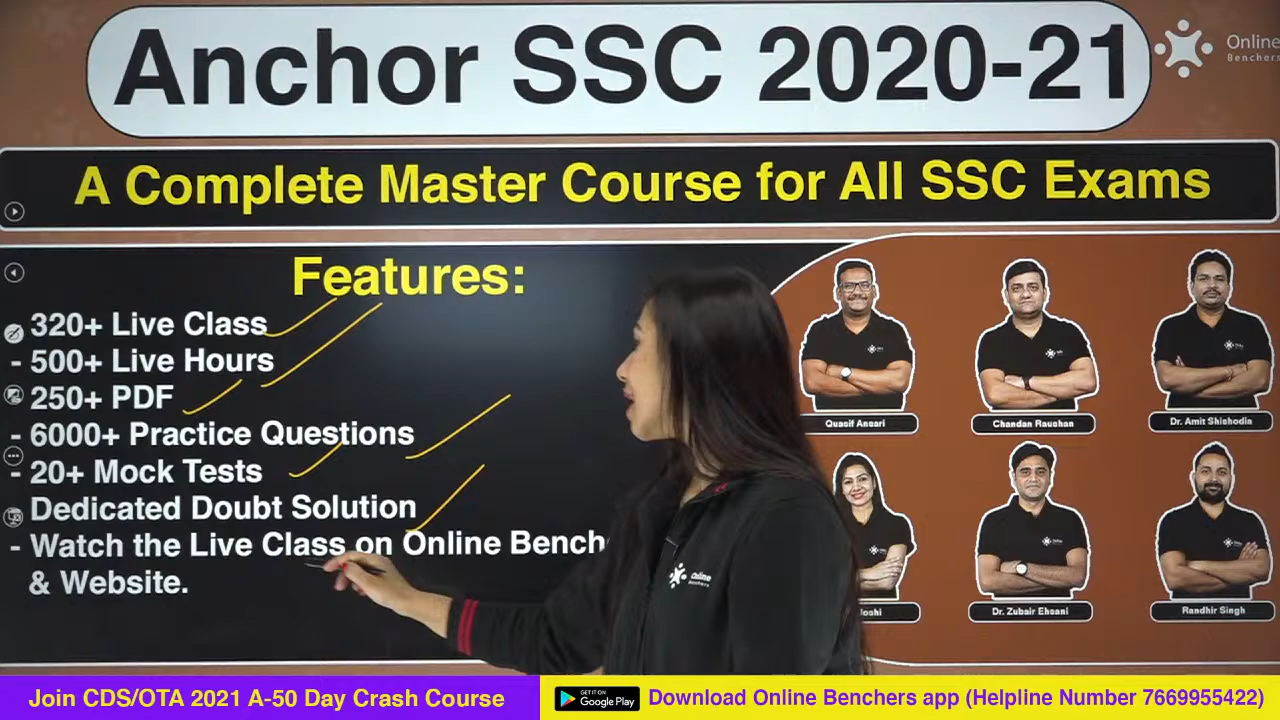 Anchor SSC 2020-21
Online
Benchers
A Complete Master Course for All SSC Exams
Features:
320+ Live Class
- 500+ Live Hours
250+ PDF
- 6000+ Practice Questions
- 20+ Mock Tests
Dedicated Doubt Solution
- Watch the Live Class on Online
& Website.
Quasif Ansari
Chandan Raushan
Dr. Amit Shishodia
Dr. Zubair Ehsani
Randhir Singh
Online
Benchers
Join CDS/OTA 2021 A-50 Day Crash Course
GET IT ON
Google Play
Download Online Benchers app (Helpline Number 7669955422)